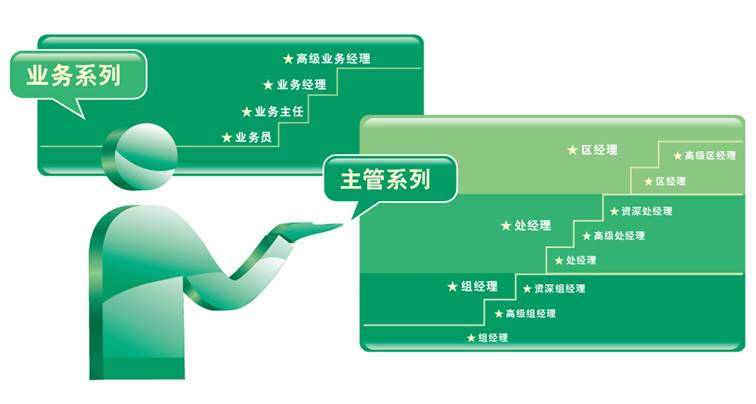 业务系列
★高级业务经理
★业务经理
★业务主任
★业务员
主管系列
★区经理
★高级区经理
★区经理
★处经理
★资深处经理
★高级处经理
★处经理
★组经理
★资深组经理
★高级组经理
★组经理